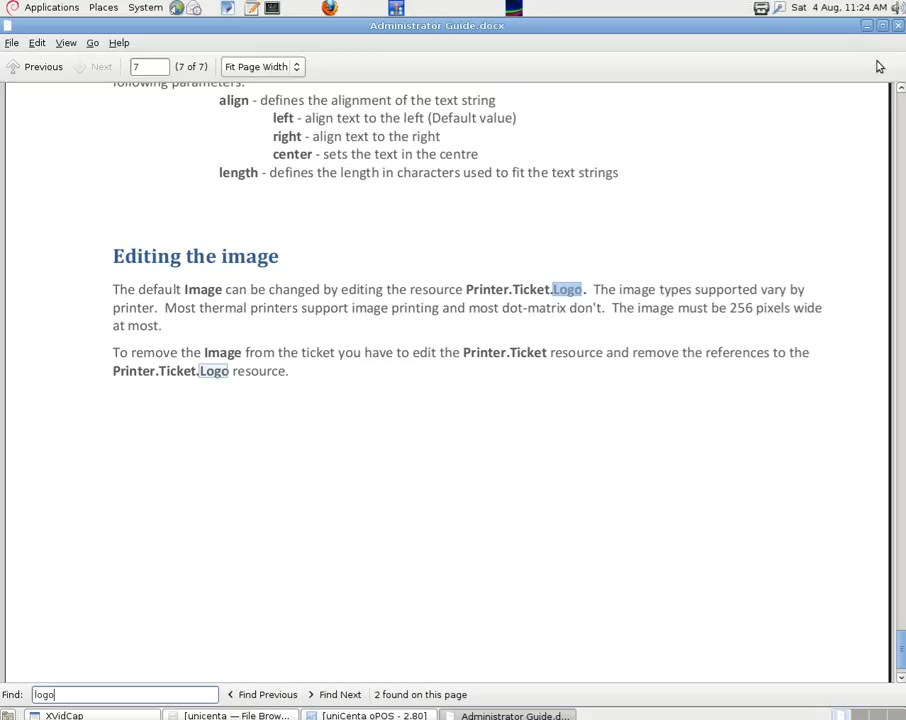 Applications Places System Sat 4 Aug, 11:24 AM
Administrator Guide.docx
File Edit View Go Help
Previous Next 7 (7 of 7) Fit Page Width
following parameters:
align - defines the alignment of the text string
left - align text to the left (Default value)
right - align text to the right
center - sets the text in the centre
length - defines the length in characters used to fit the text strings
Editing the image
The default Image can be changed by editing the resource Printer.Ticket.Logo. The image types supported vary by
printer. Most thermal printers support image printing and most dot-matrix don't. The image must be 256 pixels wide
at most.
To remove the Image from the ticket you have to edit the Printer.Ticket resource and remove the references to the
Printer.Ticket.Logo resource.
Find: logo Find Previous Find Next 2 found on this page
XVidCap [unicenta — File Brow... [uniCenta oPOS - 2.80] Administrator Guide.d...